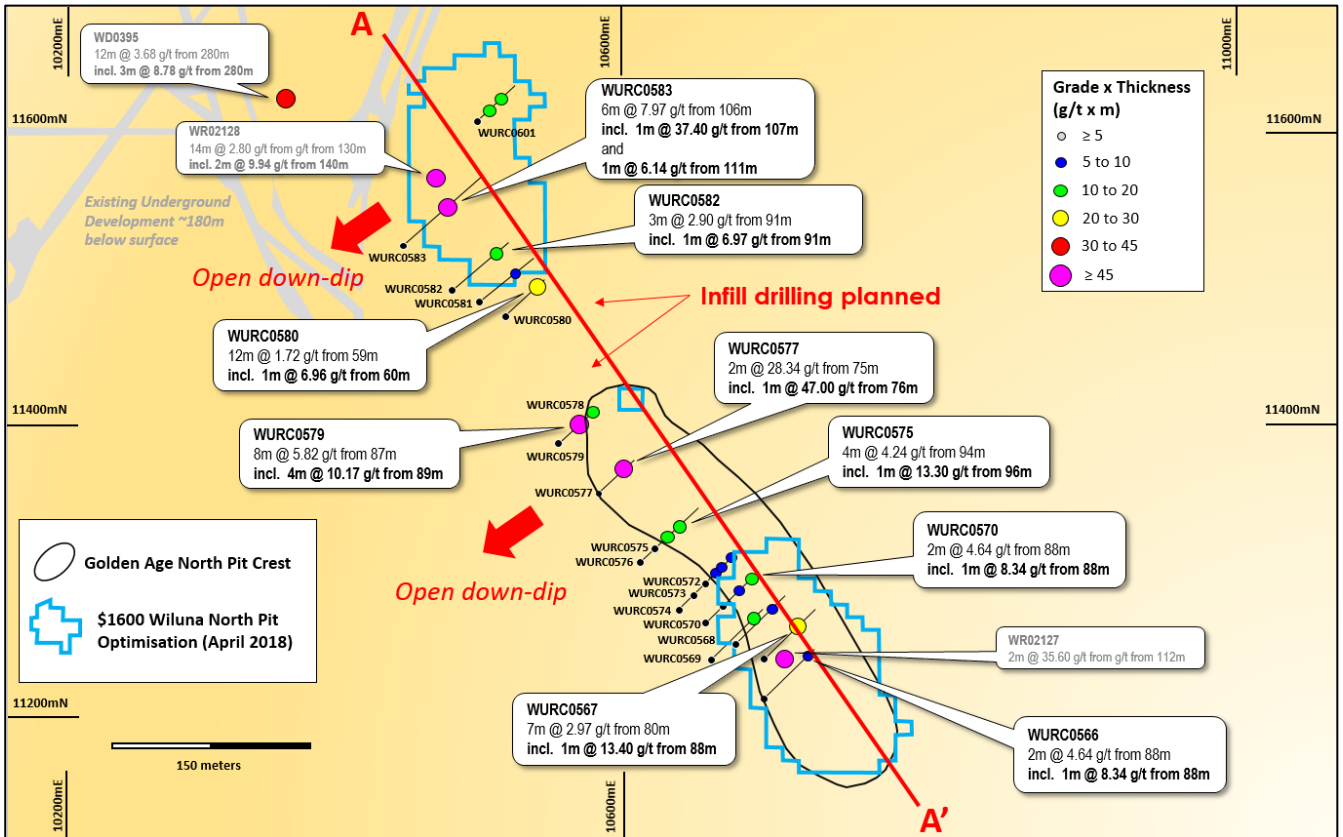 10200mE
10600mE
11000mE
A
WD0395
12m @ 3.68 g/t from 280m
incl. 3m @ 8.78 g/t from 280m
WURC0583
6m @ 7.97 g/t from 106m
incl. 1m @ 37.40 g/t from 107m
and
1m @ 6.14 g/t from 111m
Grade x Thickness
(g/t x m)
≥ 5
5 to 10
10 to 20
20 to 30
30 to 45
≥ 45
11600mN
11600mN
WURC0601
WR02128
14m @ 2.80 g/t from g/t from 130m
incl. 2m @ 9.94 g/t from 140m
Existing Underground
Development ~180m
below surface
WURC0582
3m @ 2.90 g/t from 91m
incl. 1m @ 6.97 g/t from 91m
WURC0583
Open down-dip
WURC0582
WURC0581
WURC0580
Infill drilling planned
WURC0580
12m @ 1.72 g/t from 59m
incl. 1m @ 6.96 g/t from 60m
WURC0577
2m @ 28.34 g/t from 75m
incl. 1m @ 47.00 g/t from 76m
11400mN
11400mN
WURC0578
WURC0579
WURC0579
8m @ 5.82 g/t from 87m
incl. 4m @ 10.17 g/t from 89m
WURC0575
4m @ 4.24 g/t from 94m
incl. 1m @ 13.30 g/t from 96m
WURC0577
WURC0575
WURC0576
Golden Age North Pit Crest
$1600 Wiluna North Pit
Optimisation (April 2018)
Open down-dip
WURC0572
WURC0573
WURC0574
WURC0570
WURC0568
WURC0569
WURC0570
2m @ 4.64 g/t from 88m
incl. 1m @ 8.34 g/t from 88m
WR02127
2m @ 35.60 g/t from g/t from 112m
11200mN
WURC0567
7m @ 2.97 g/t from 80m
incl. 1m @ 13.40 g/t from 88m
WURC0566
2m @ 4.64 g/t from 88m
incl. 1m @ 8.34 g/t from 88m
150 meters
10200mE
10600mE
A'